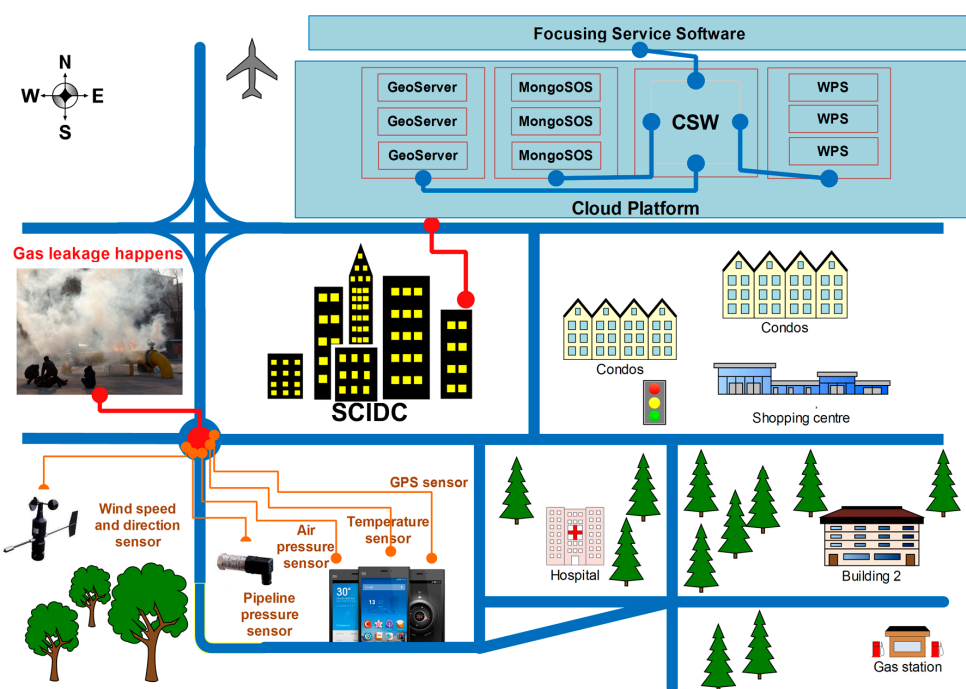 Focusing Service Software
N
W
E
S
GeoServer
MongoSOS
WPS
GeoServer
MongoSOS
CSW
WPS
GeoServer
MongoSOS
WPS
Cloud Platform
Gas leakage happens
SCIDC
Condos
Condos
Shopping centre
GPS sensor
Wind speed
and direction
sensor
Air
pressure
sensor
Temperature
sensor
Pipeline
pressure
sensor
30°
13
Hospital
Building 2
Gas station